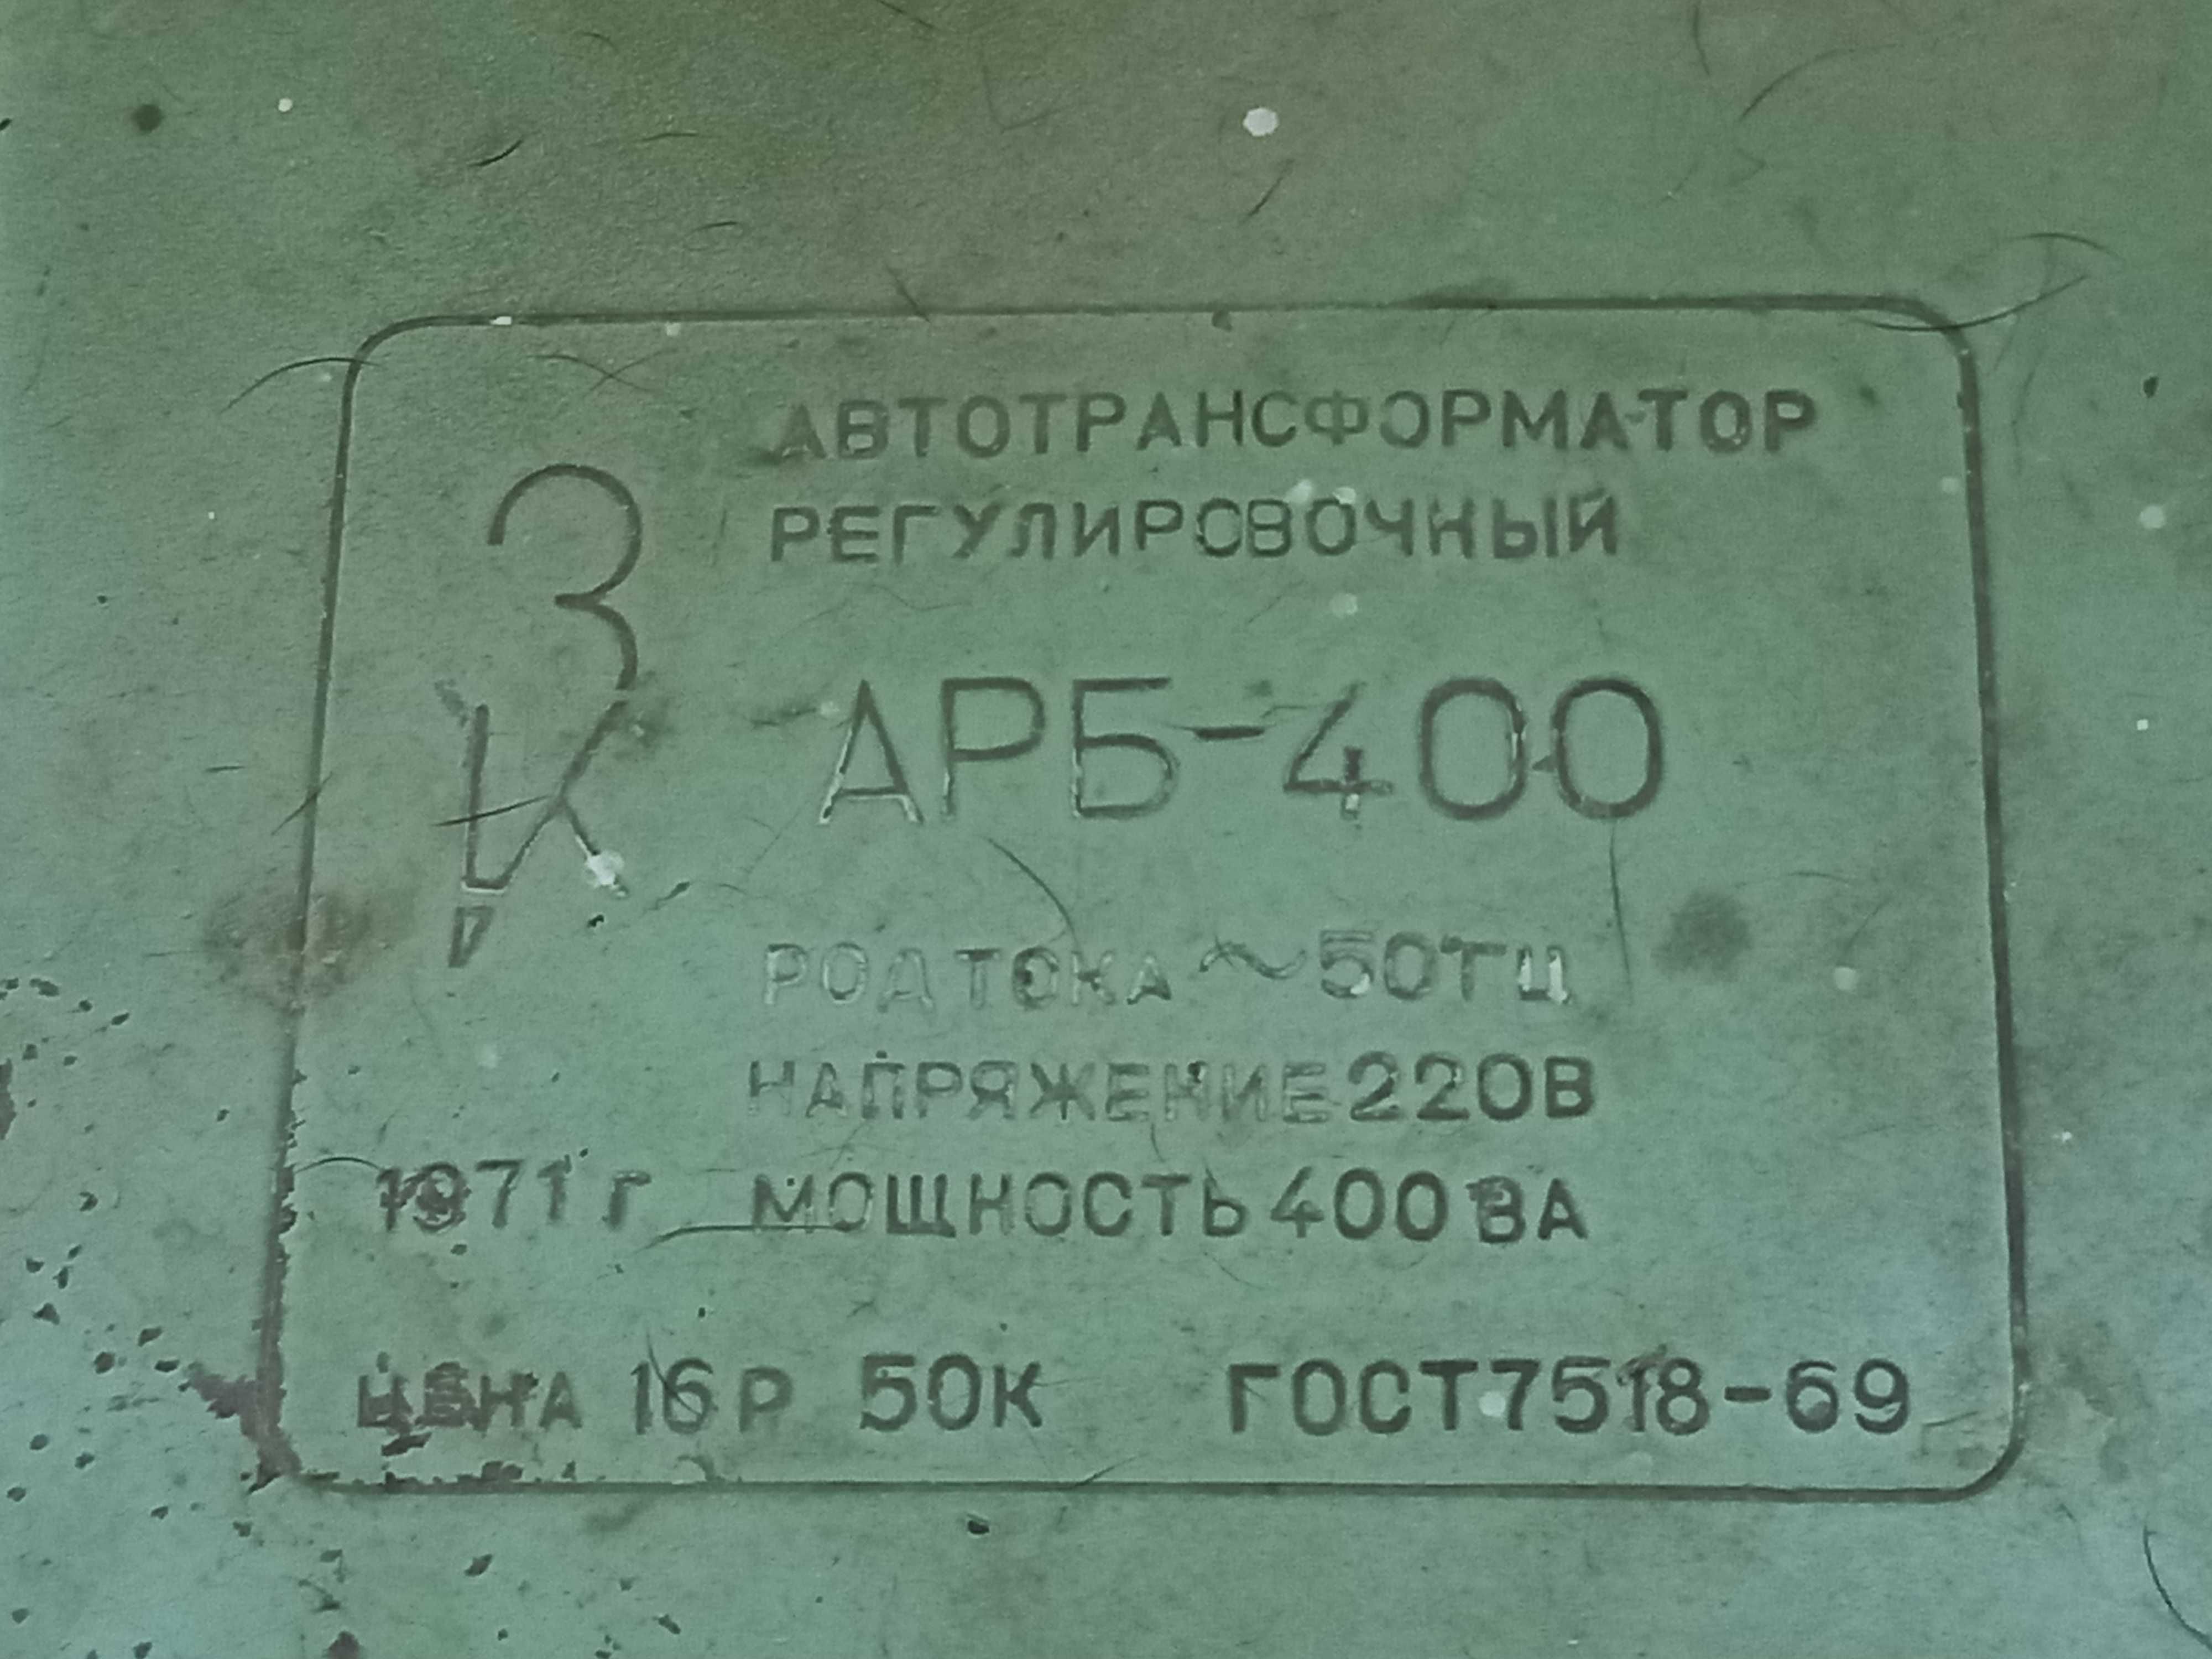 АВТОТРАНСФОРМАТОР
РЕГУЛИРОВОЧНЫЙ
АРБ-400
РОД ТОКА ~50ГЦ
НАПРЯЖЕНИЕ 220В
1971 г МОЩНОСТЬ 400 ВА
ЦЕНА 16 Р 50К ГОСТ 7518-69